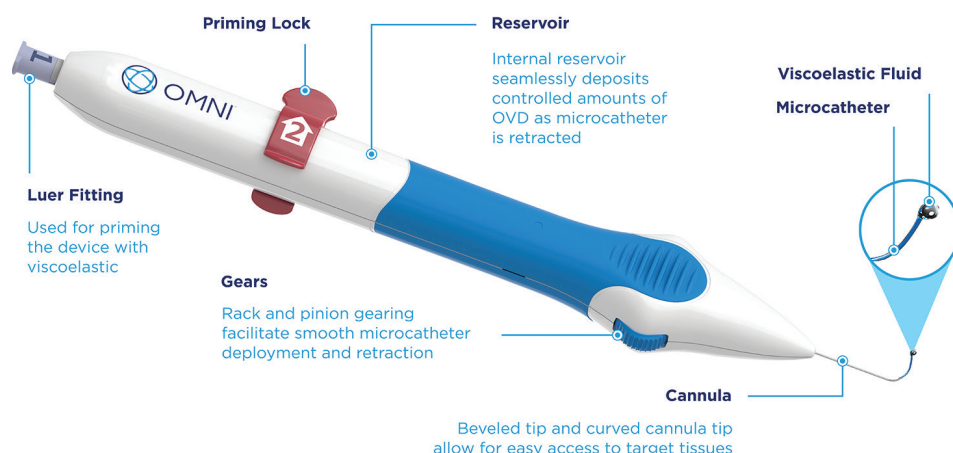 Priming Lock
Reservoir
Internal reservoir
seamlessly deposits
controlled amounts of
OVD as microcatheter
is retracted
Viscoelastic Fluid
Microcatheter
1
OMNI
2
Luer Fitting
Used for priming
the device with
viscoelastic
Gears
Rack and pinion gearing
facilitate smooth microcatheter
deployment and retraction
Cannula
Beveled tip and curved cannula tip
allow for easy access to target tissues